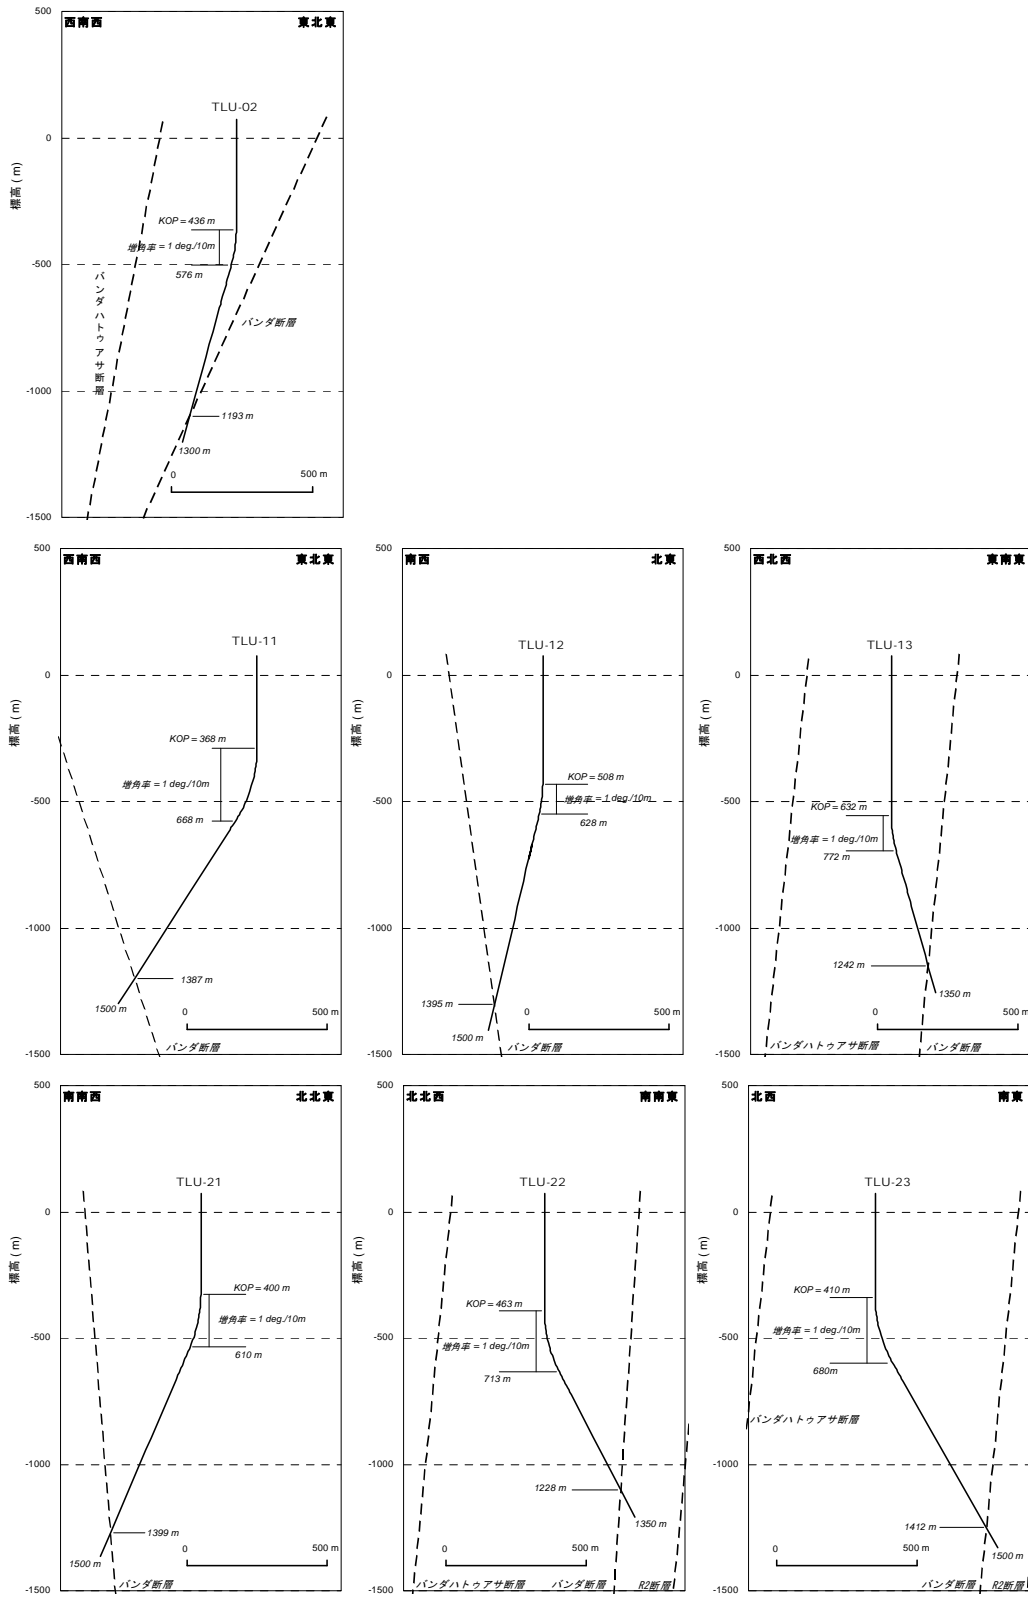 500
西南西 東北東
TLU-02
0
標高 ( m)
KOP = 436 m
増角率 = 1 deg./10m
-500
576 m
バンダハトゥアサ断層
バンダ断層
-1000
1193 m
1300 m
0 500 m
-1500
500
西南西 東北東
TLU-11
0
標高 ( m)
KOP = 368 m
増角率 = 1 deg./10m
-500
668 m
-1000
1387 m
1500 m
0 500 m
-1500
バンダ断層
500
南西 北東
TLU-12
0
標高 ( m)
KOP = 508 m
増角率 = 1 deg./10m
-500
628 m
-1000
1395 m
0 500 m
1500 m
-1500
バンダ断層
500
西北西 東南東
TLU-13
0
標高 ( m)
KOP = 632 m
-500
増角率 = 1 deg./10m
772 m
-1000
1242 m
1350 m
0 500 m
-1500
バンダハトゥアサ断層 バンダ断層
500
南南西 北北東
TLU-21
0
標高 ( m)
KOP = 400 m
増角率 = 1 deg./10m
-500
610 m
-1000
1399 m
0 500 m
1500 m
-1500
バンダ断層
500
北北西 南南東
TLU-22
0
標高 ( m)
KOP = 463 m
-500
増角率 = 1 deg./10m
713 m
-1000
1228 m
1350 m
0 500 m
-1500
バンダハトゥアサ断層 バンダ断層 R2断層
500
北西 南東
TLU-23
0
標高 ( m)
KOP = 410 m
増角率 = 1 deg./10m
-500
680m
バンダハトゥアサ断層
-1000
1412 m
0 500 m
1500 m
-1500
バンダ断層 R2断層